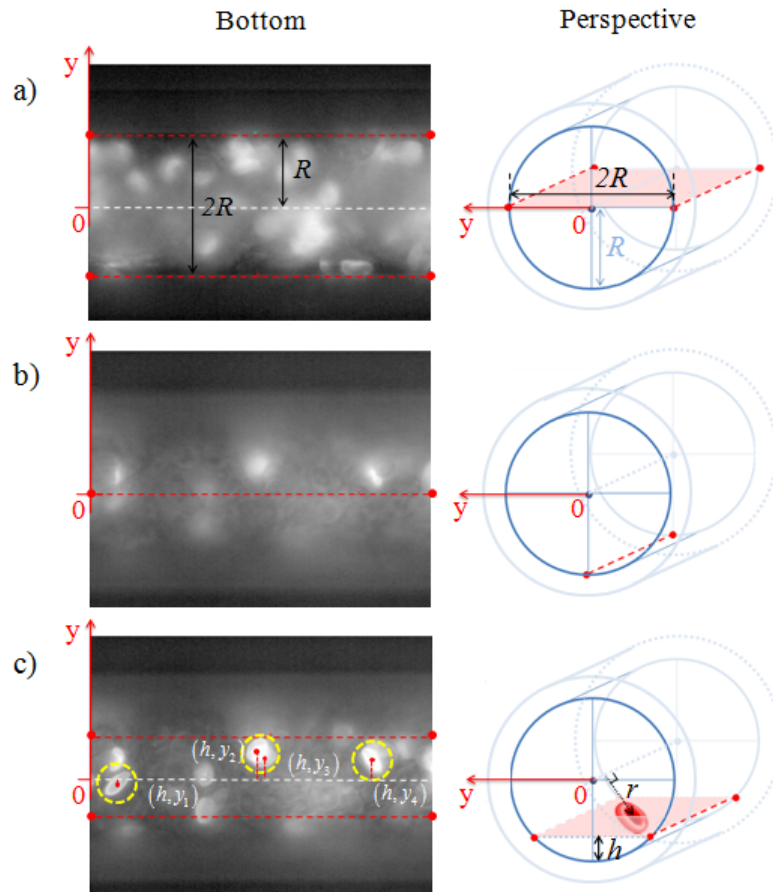 Bottom Perspective
a)
y
R
2R
0
2R
y
0
R
b)
y
0
y
0
c)
y
(h, y2)
(h, y3)
(h, y1)
(h, y4)
0
y
0
r
h